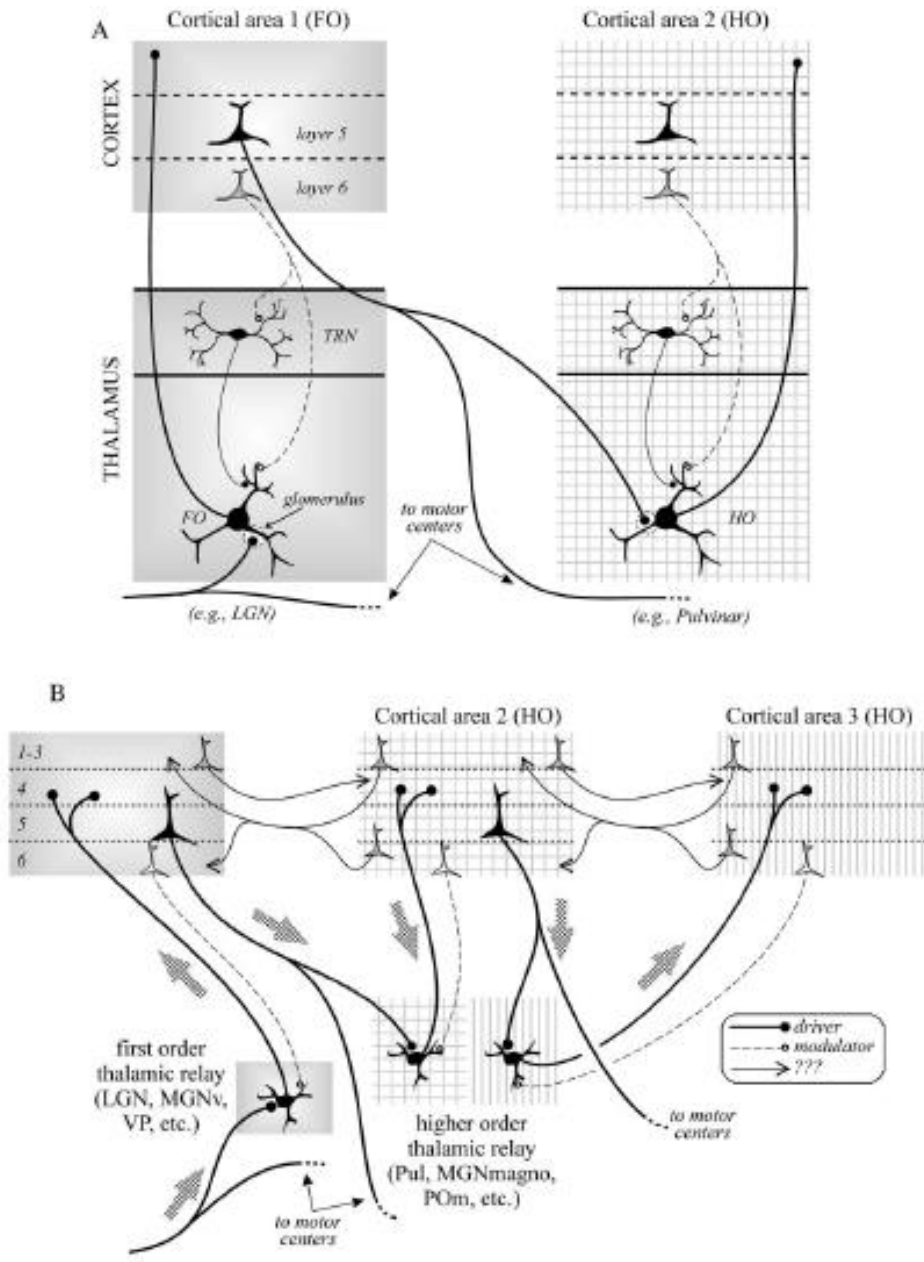 A
Cortical area 1 (FO)
Cortical area 2 (HO)
CORTEX
layer 5
layer 6
THALAMUS
TRN
glomerulus
FO
to motor
centers
HO
(e.g., LGN)
(e.g., Pulvinar)
B
Cortical area 2 (HO)
Cortical area 3 (HO)
1-3
4
5
6
first order
thalamic relay
(LGN, MGNv,
VP, etc.)
higher order
thalamic relay
(Pul, MGNmagno,
POm, etc.)
driver
modulator
???
to motor
centers
to motor
centers